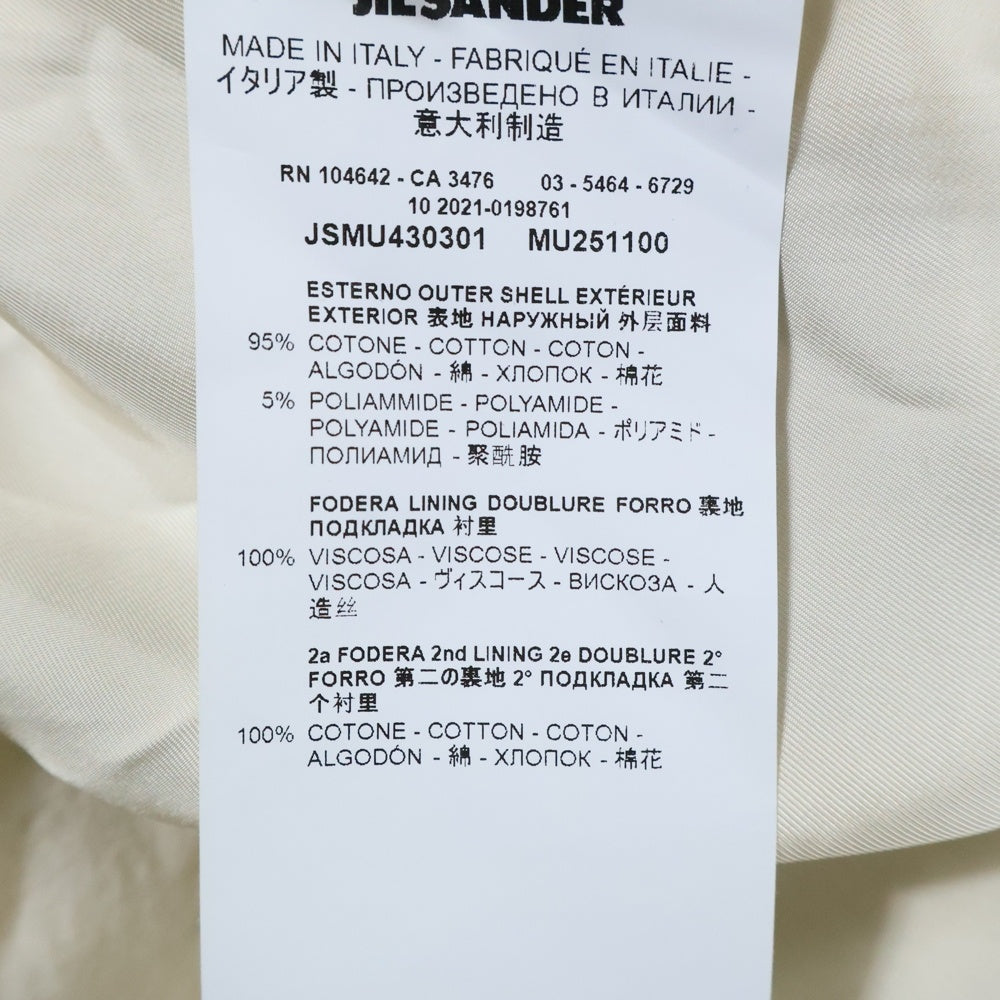 JIL SANDER
MADE IN ITALY - FABRIQUÉ EN ITALIE -
イタリア製 - ПРОИЗВЕДЕНО В ИТАЛИИ -
意大利制造
RN 104642 - CA 3476 03 - 5464 - 6729
10 2021-0198761
JSMU430301 MU251100
ESTERNO OUTER SHELL EXTÉRIEUR
EXTERIOR 表地 НАРУЖНЫЙ 外层面料
95% COTONE - COTTON - COTON -
ALGODÓN - 綿 - ХЛОПОК - 棉花
5% POLIAMMIDE - POLYAMIDE -
POLYAMIDE - POLIAMIDA - ポリアミド -
ПОЛИАМИД - 聚酰胺
FODERA LINING DOUBLURE FORRO 裏地
ПОДКЛАДКА 衬里
100% VISCOSA - VISCOSE - VISCOSE -
VISCOSA - ヴィスコース - ВИСКОЗА - 人
造丝
2a FODERA 2nd LINING 2e DOUBLURE 2°
FORRO 第二の裏地 2° ПОДКЛАДКА 第二
个衬里
100% COTONE - COTTON - COTON -
ALGODÓN - 綿 - ХЛОПОК - 棉花